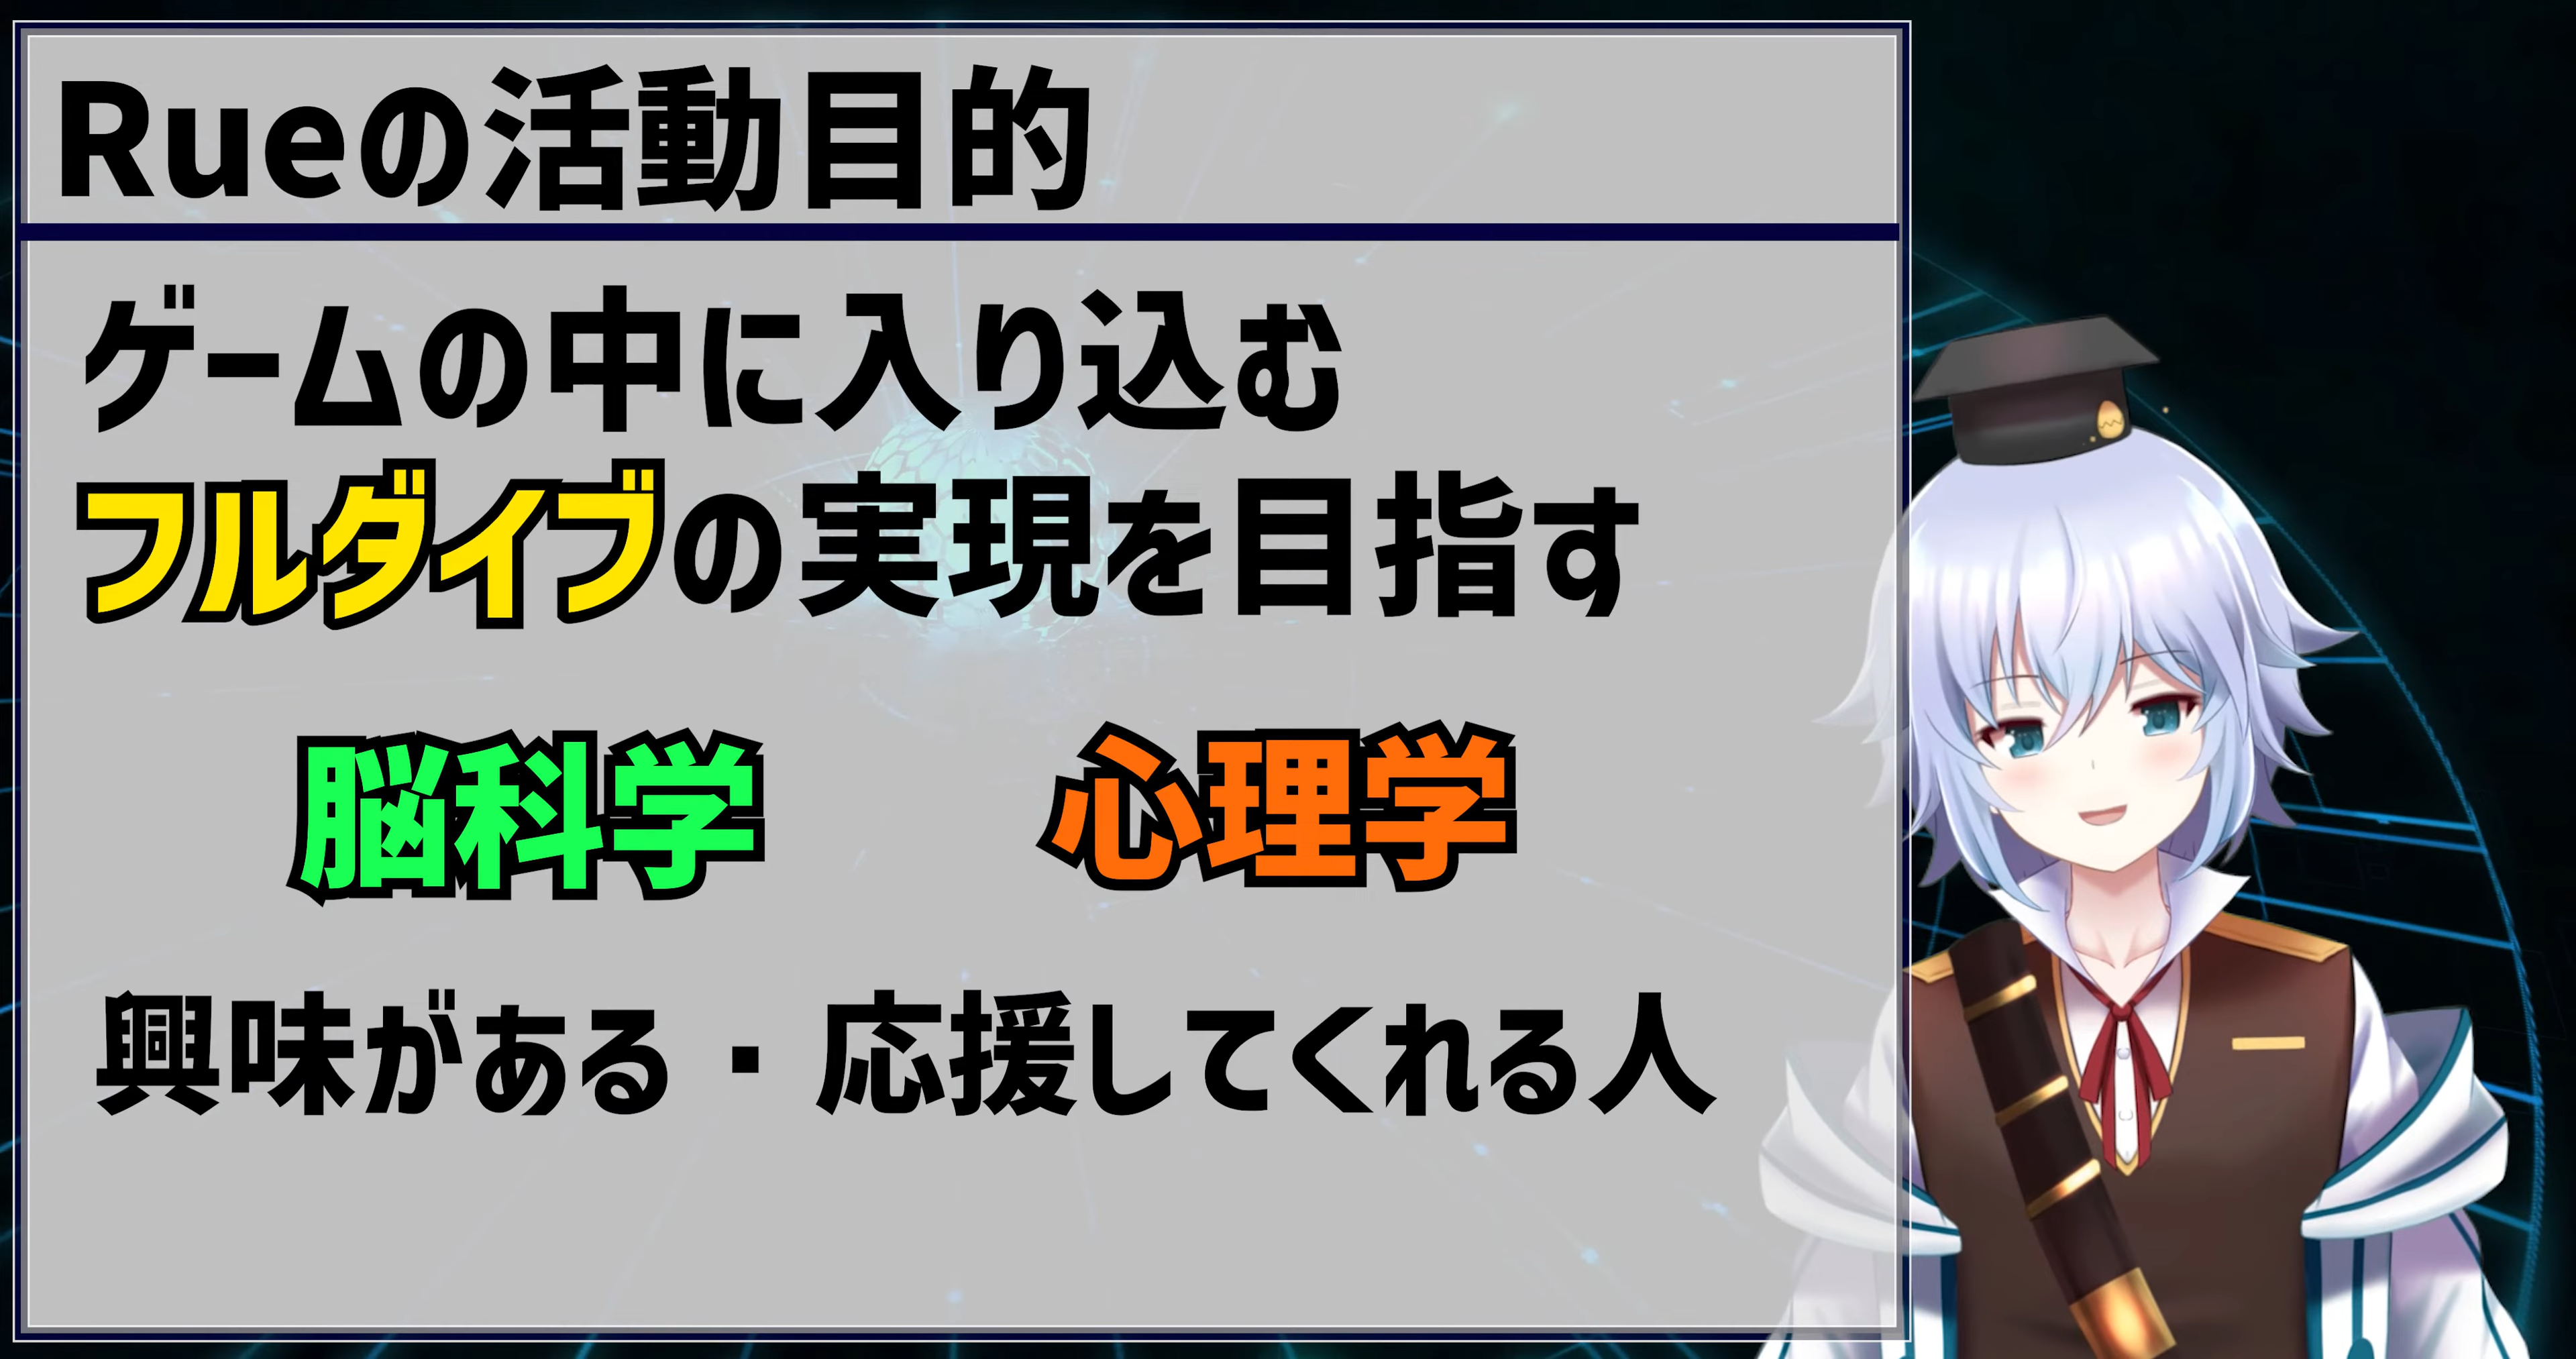 Rueの活動目的
ゲームの中に入り込む
フルダイブの実現を目指す
脳科学 心理学
興味がある・応援してくれる人